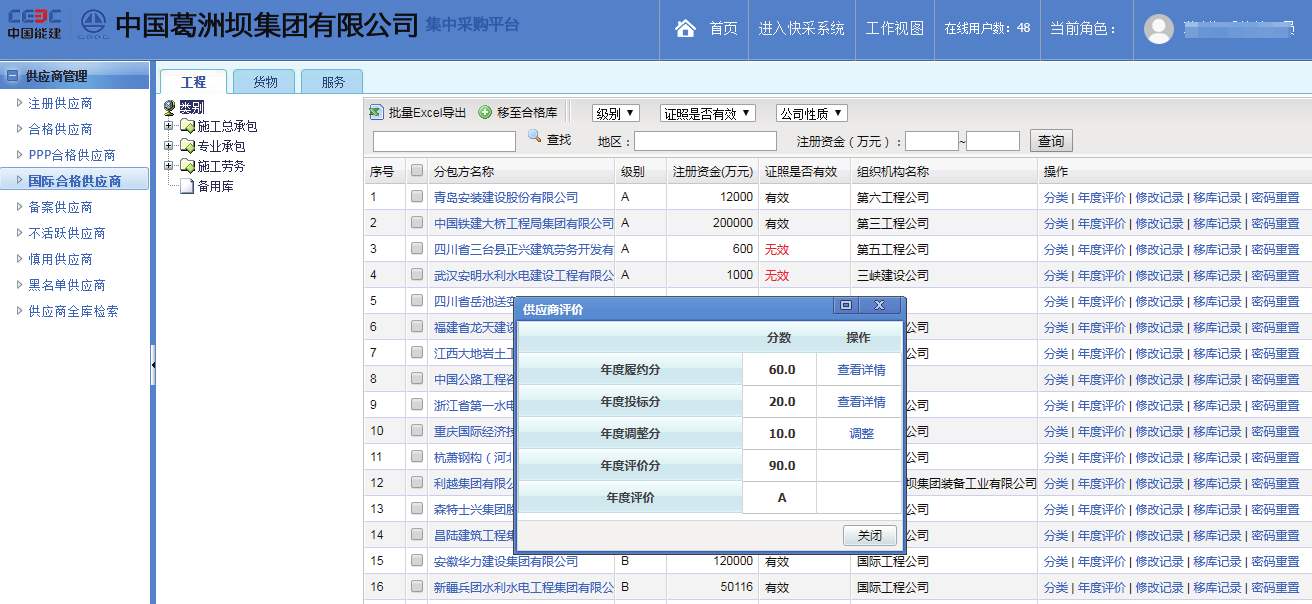 CEEC 中国能建 中国葛洲坝集团有限公司 集中采购平台 首页 进入快采系统 工作视图 在线用户数：48 当前角色：
供应商管理
注册供应商
合格供应商
PPP合格供应商
国际合格供应商
备案供应商
不活跃供应商
慎用供应商
黑名单供应商
供应商全库检索
工程 货物 服务
类别
施工总承包
专业承包
施工劳务
备用库
批量Excel导出 移至合格库 级别 证照是否有效 公司性质
查找 地区： 注册资金（万元）： ~ 查询
序号 分包方名称 级别 注册资金(万元) 证照是否有效 组织机构名称 操作
1 青岛安装建设股份有限公司 A 12000 有效 第六工程公司 分类 | 年度评价 | 修改记录 | 移库记录 | 密码重置
2 中国铁建大桥工程局集团有限公司 A 200000 有效 第三工程公司 分类 | 年度评价 | 修改记录 | 移库记录 | 密码重置
3 四川省三台县正兴建筑劳务开发有 A 600 无效 第五工程公司 分类 | 年度评价 | 修改记录 | 移库记录 | 密码重置
4 武汉安明水利水电建设工程有限公 A 1000 无效 三峡建设公司 分类 | 年度评价 | 修改记录 | 移库记录 | 密码重置
5 四川省岳池送变 分类 | 年度评价 | 修改记录 | 移库记录 | 密码重置
6 福建省龙天建设 公司 分类 | 年度评价 | 修改记录 | 移库记录 | 密码重置
7 江西大地岩土工 公司 分类 | 年度评价 | 修改记录 | 移库记录 | 密码重置
8 中国公路工程咨 分类 | 年度评价 | 修改记录 | 移库记录 | 密码重置
9 浙江省第一水电 公司 分类 | 年度评价 | 修改记录 | 移库记录 | 密码重置
10 重庆国际经济技 公司 分类 | 年度评价 | 修改记录 | 移库记录 | 密码重置
11 杭萧钢构（河北 公司 分类 | 年度评价 | 修改记录 | 移库记录 | 密码重置
12 利越集团有限公 坝集团装备工业有限公司 分类 | 年度评价 | 修改记录 | 移库记录 | 密码重置
13 森特士兴集团股 公司 分类 | 年度评价 | 修改记录 | 移库记录 | 密码重置
14 昌陆建筑工程集 公司 分类 | 年度评价 | 修改记录 | 移库记录 | 密码重置
15 安徽华力建设集团有限公司 B 120000 有效 国际工程公司 分类 | 年度评价 | 修改记录 | 移库记录 | 密码重置
16 新疆兵团水利水电工程集团有限公 B 50116 有效 国际工程公司 分类 | 年度评价 | 修改记录 | 移库记录 | 密码重置
供应商评价
分数 操作
年度履约分 60.0 查看详情
年度投标分 20.0 查看详情
年度调整分 10.0 调整
年度评价分 90.0
年度评价 A
关闭